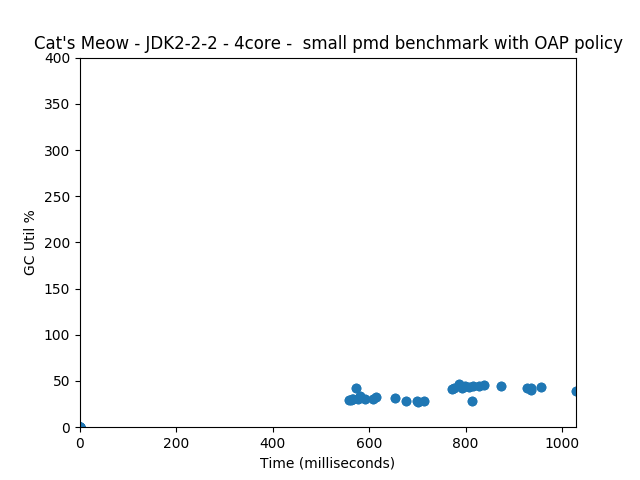 Cat's Meow - JDK2-2-2 - 4core -  small pmd benchmark with OAP policy
400
350
300
250
200
150
100
50
0
GC Util %
0 200 400 600 800 1000
Time (milliseconds)